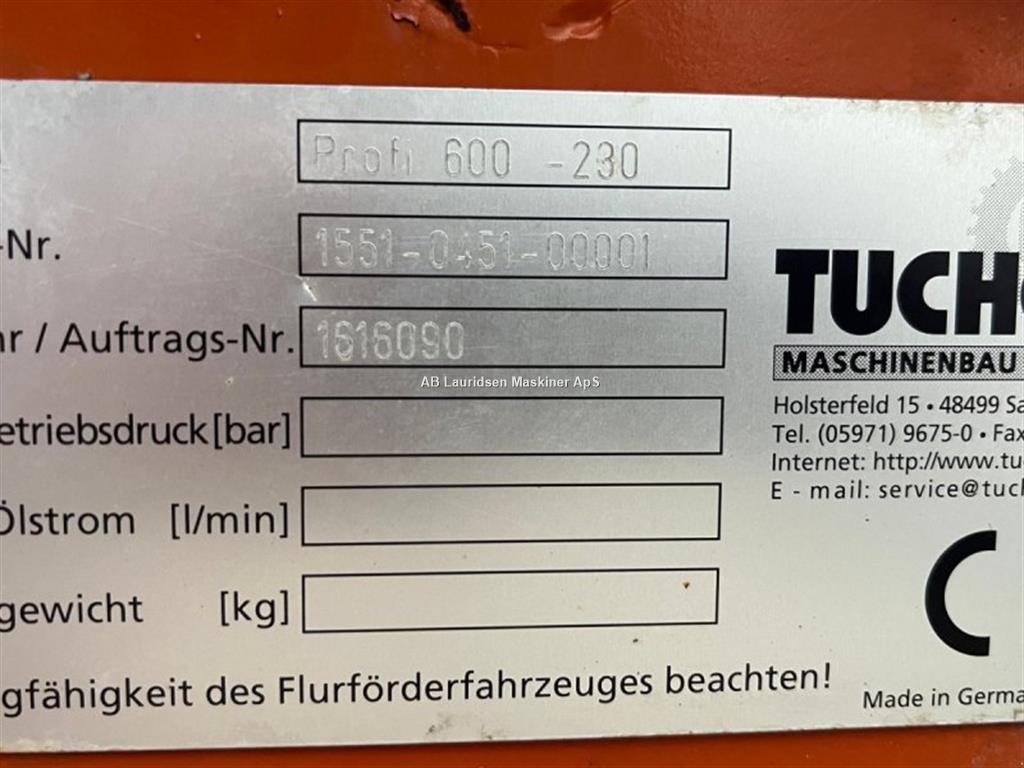 Profi 600 -230
-Nr. 1551-0451-00001
hr / Auftrags-Nr. 1616090
AB Lauridsen Maskiner ApS
etriebsdruck [bar]
Ölstrom [l/min]
gewicht [kg]
gfähigkeit des Flurförderfahrzeuges beachten!
TUCH
MASCHINENBAU
Holsterfeld 15 • 48499 Sa
Tel. (05971) 9675-0 • Fax
Internet: http://www.tu
E - mail: service@tuch
C
Made in Germa